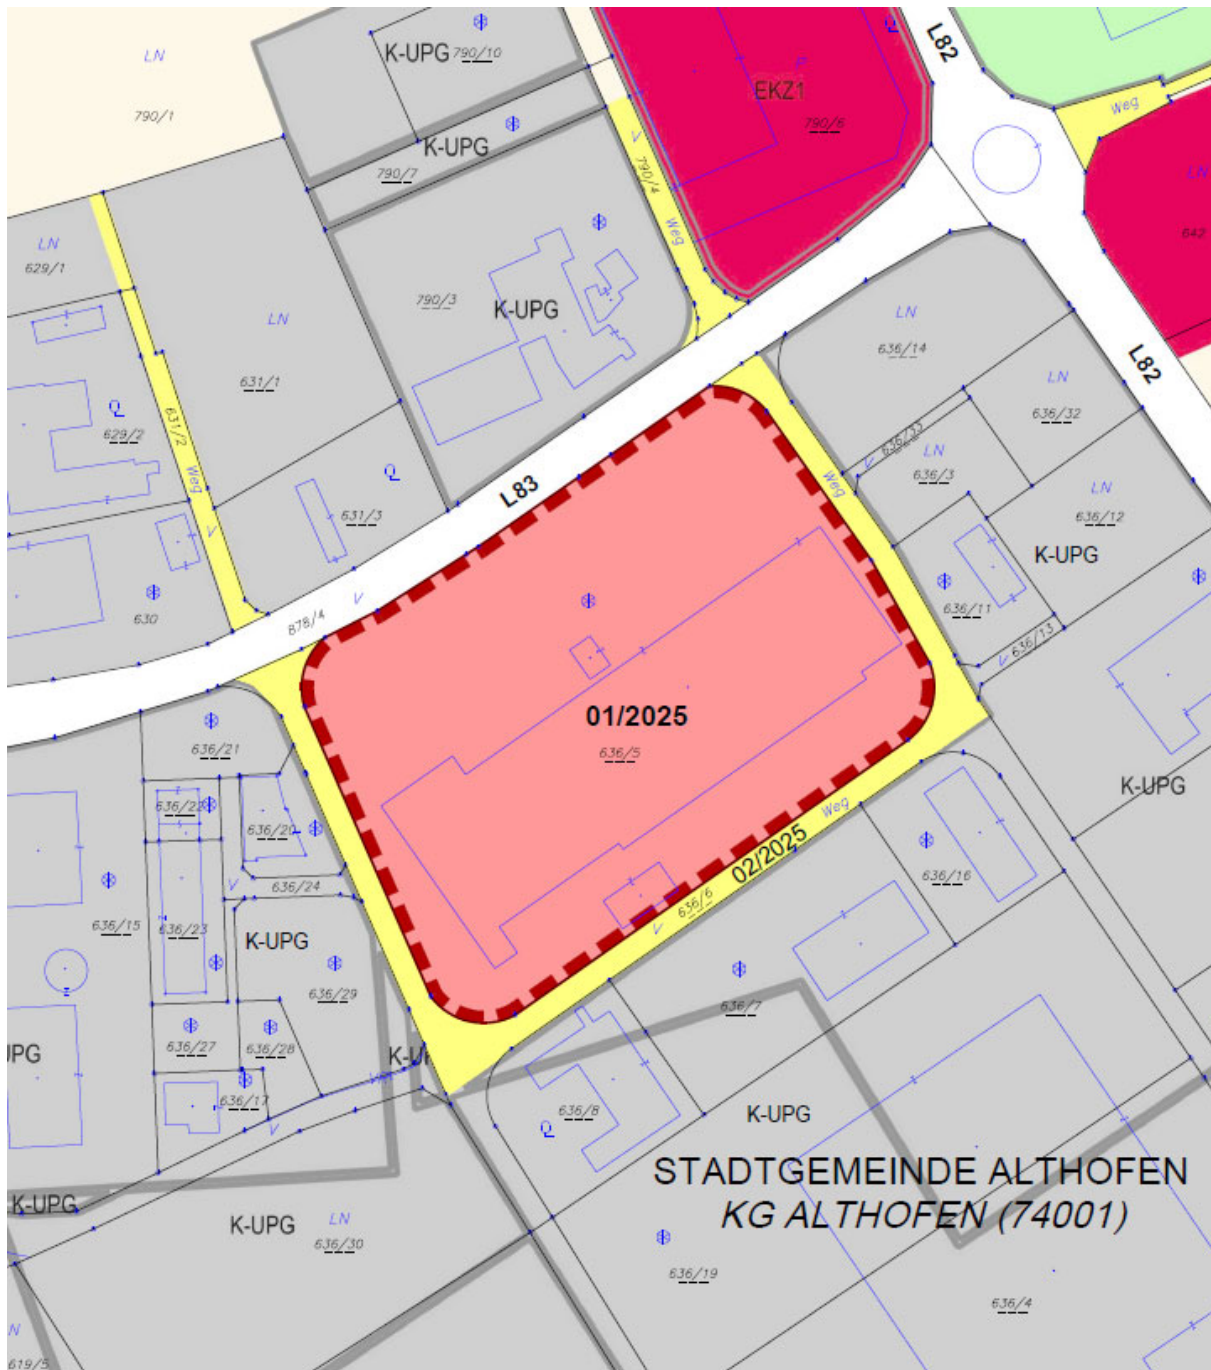 L82
LN
K-UPG
790/10
790/1
EKZ1
P
Weg
790/6
K-UPG
790/7
V
790/4
LN
642
LN
629/1
Weg
790/3
K-UPG
LN
631/1
LN
636/14
L82
LN
636/32
629/2
631/2
Weg
V
L83
631/3
636/33
V
LN
636/3
Weg
LN
636/12
K-UPG
630
878/4
V
636/11
V
636/13
01/2025
636/5
636/21
636/22
636/20
K-UPG
Weg
02/2025
636/6
V
636/16
V
636/24
636/15
636/23
K-UPG
636/29
636/7
636/27
636/28
636/17
V
636/8
K-UPG
STADTGEMEINDE ALTHOFEN
KG ALTHOFEN (74001)
K-UPG
K-UPG
LN
636/30
636/19
636/4
619/5